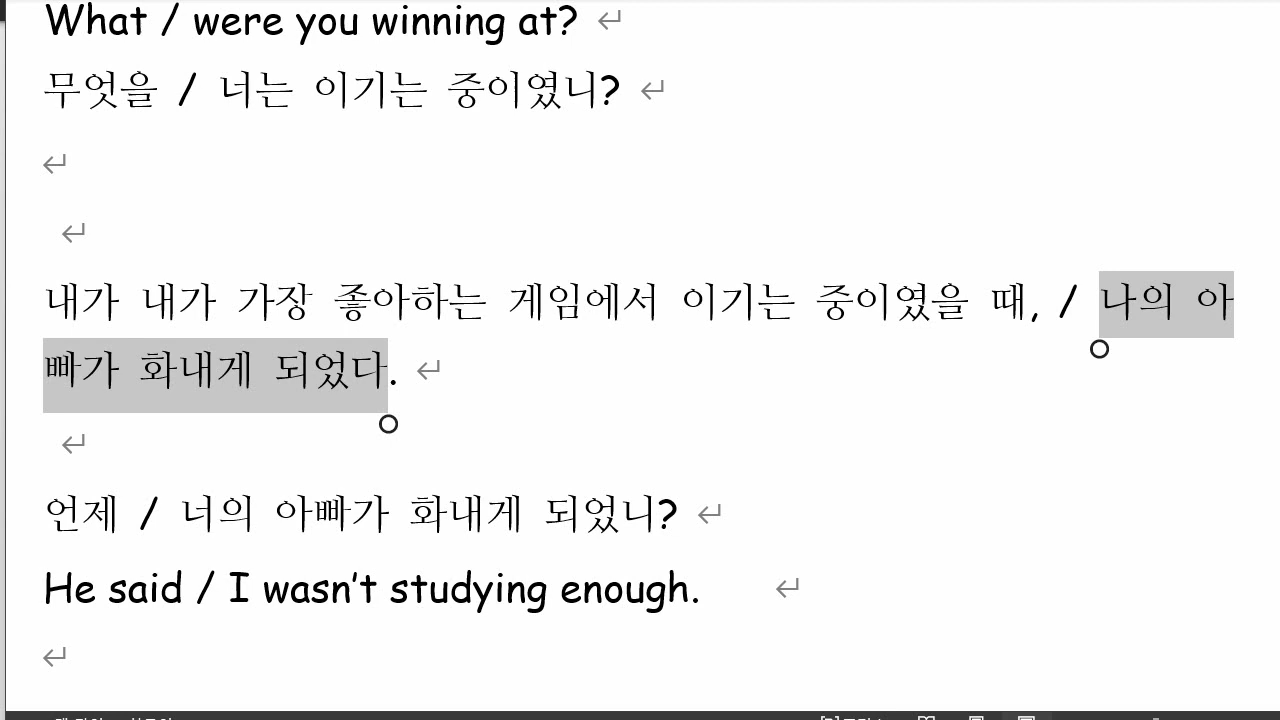 What / were you winning at?
무엇을 / 너는 이기는 중이였니?
내가 내가 가장 좋아하는 게임에서 이기는 중이였을 때, / 나의 아
빠가 화내게 되었다.
언제 / 너의 아빠가 화내게 되었니?
He said / I wasn't studying enough.